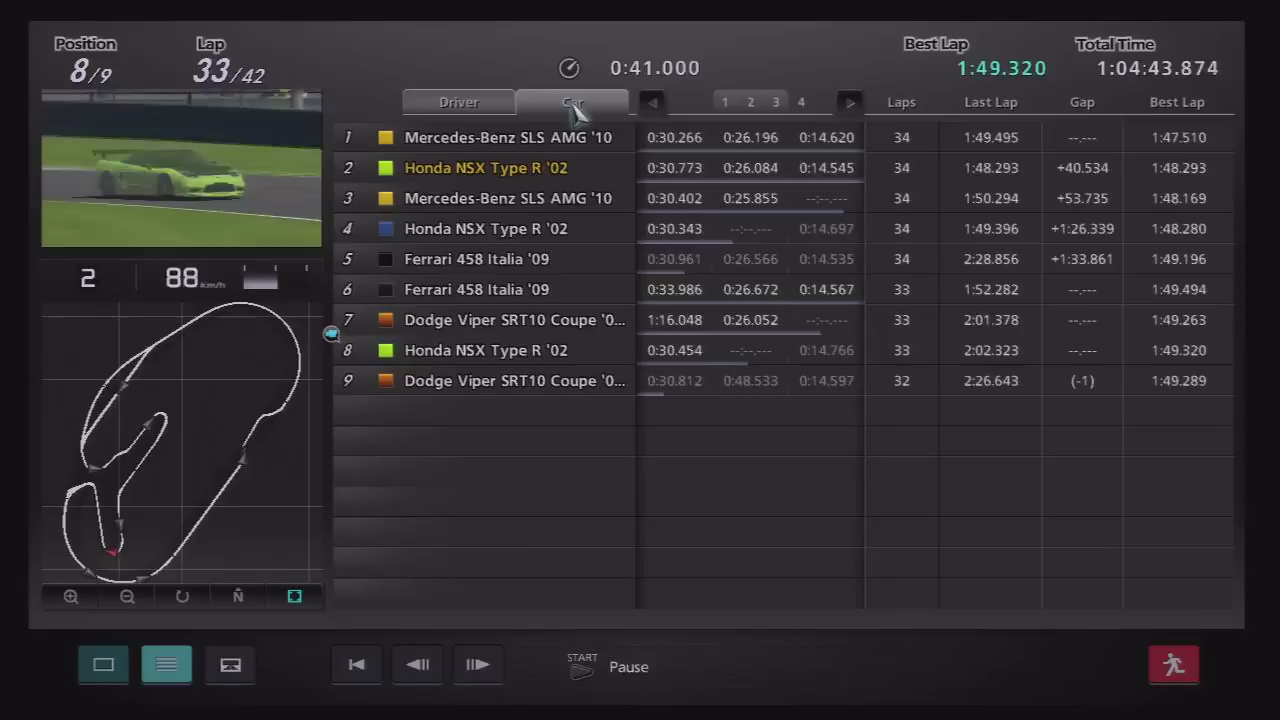 Position Lap Best Lap Total Time
8/9 33/42 0:41.000 1:49.320 1:04:43.874
Driver Car 1 2 3 4 Laps Last Lap Gap Best Lap
1 Mercedes-Benz SLS AMG '10 0:30.266 0:26.196 0:14.620 34 1:49.495 --.--- 1:47.510
2 Honda NSX Type R '02 0:30.773 0:26.084 0:14.545 34 1:48.293 +40.534 1:48.293
3 Mercedes-Benz SLS AMG '10 0:30.402 0:25.855 --:--.--- 34 1:50.294 +53.735 1:48.169
4 Honda NSX Type R '02 0:30.343 --:--.--- 0:14.697 34 1:49.396 +1:26.339 1:48.280
5 Ferrari 458 Italia '09 0:30.961 0:26.566 0:14.535 34 2:28.856 +1:33.861 1:49.196
6 Ferrari 458 Italia '09 0:33.986 0:26.672 0:14.567 33 1:52.282 --.--- 1:49.494
7 Dodge Viper SRT10 Coupe '0... 1:16.048 0:26.052 --:--.--- 33 2:01.378 --.--- 1:49.263
8 Honda NSX Type R '02 0:30.454 --:--.--- 0:14.766 33 2:02.323 --.--- 1:49.320
9 Dodge Viper SRT10 Coupe '0... 0:30.812 0:48.533 0:14.597 32 2:26.643 (-1) 1:49.289
2 88 km/h
N
START Pause